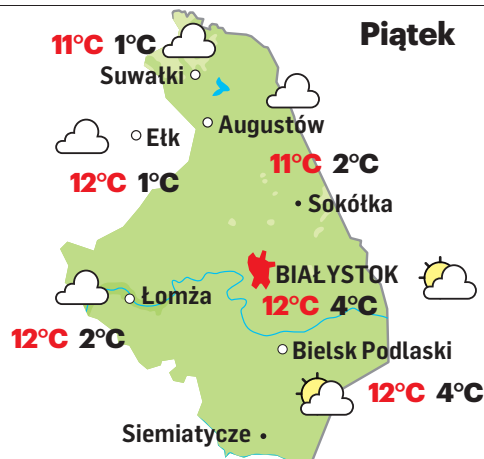 Piątek
11°C 1°C
Suwałki
Augustów
Ełk
11°C 2°C
12°C 1°C
Sokółka
BIAŁYSTOK
Łomża
12°C 4°C
12°C 2°C
Bielsk Podlaski
12°C 4°C
Siemiatycze